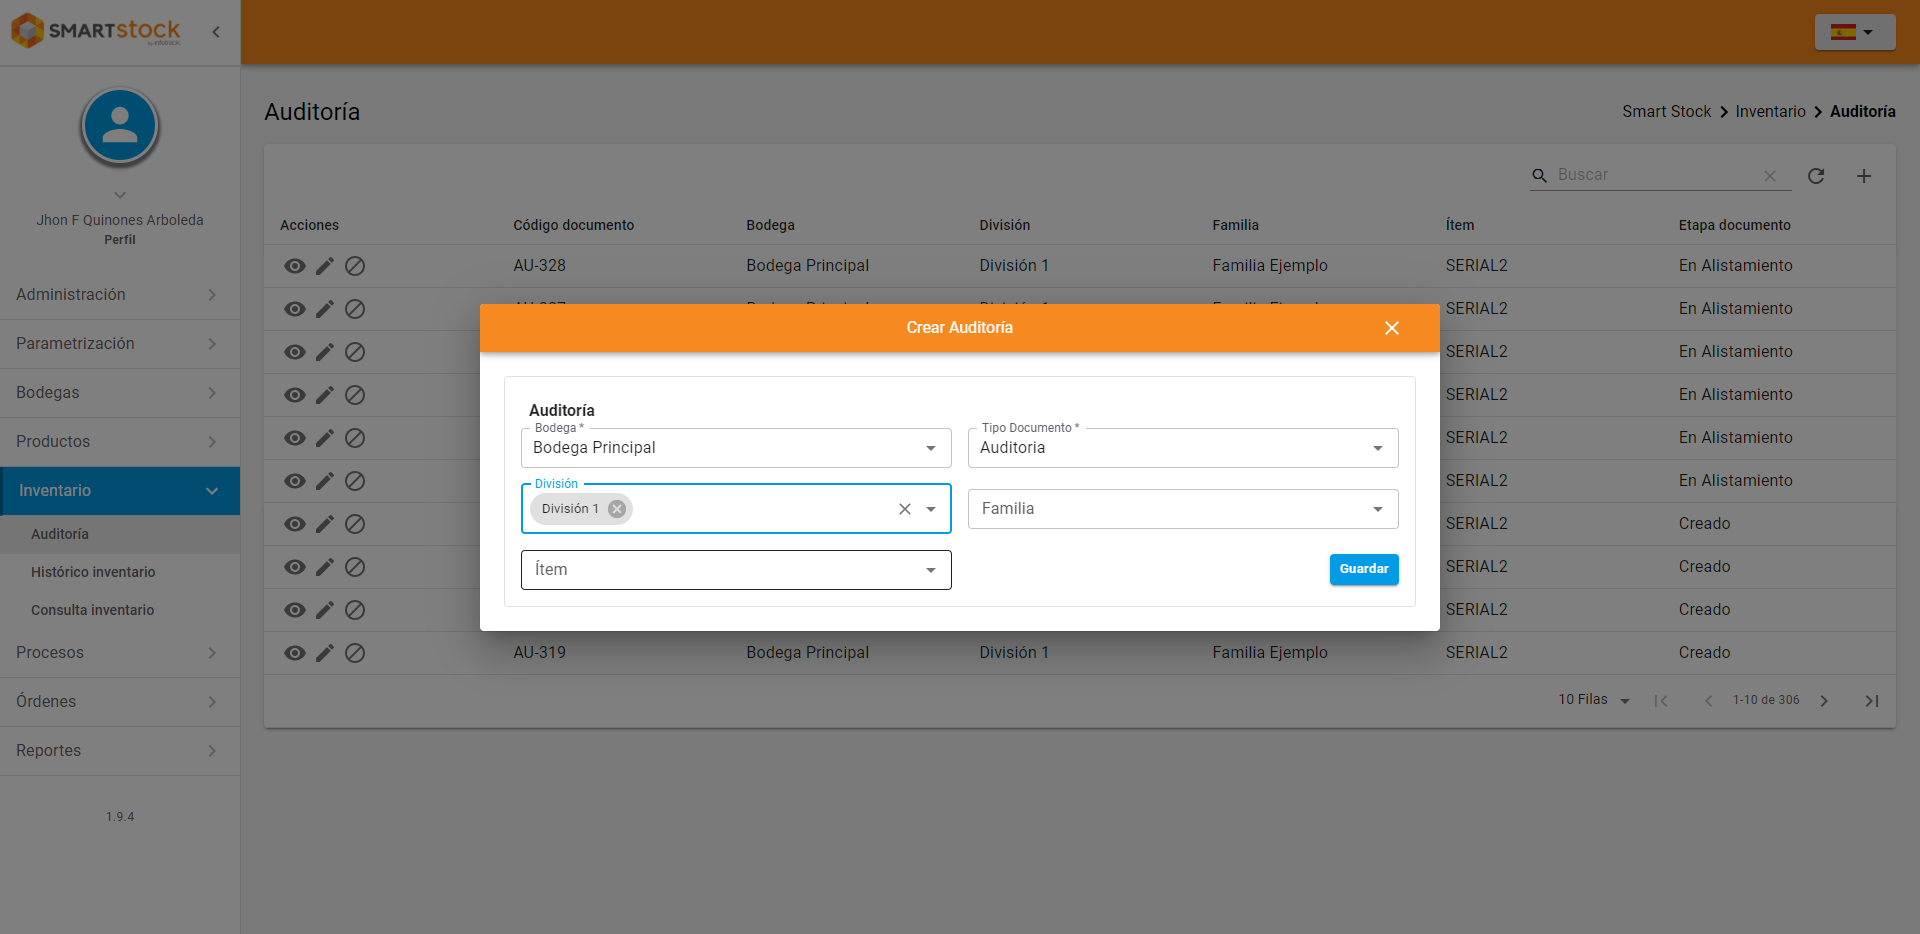 SMARTSTOCK
by infotrack
Jhon F Quinones Arboleda
Perfil
Administración
Parametrización
Bodegas
Productos
Inventario
Auditoría
Histórico inventario
Consulta inventario
Procesos
Órdenes
Reportes
1.9.4
Auditoría
Smart Stock Inventario Auditoría
Buscar
Acciones Código documento Bodega División Familia Ítem Etapa documento
AU-328 Bodega Principal División 1 Familia Ejemplo SERIAL2 En Alistamiento
SERIAL2 En Alistamiento
SERIAL2 En Alistamiento
SERIAL2 En Alistamiento
SERIAL2 En Alistamiento
SERIAL2 En Alistamiento
SERIAL2 Creado
SERIAL2 Creado
SERIAL2 Creado
AU-319 Bodega Principal División 1 Familia Ejemplo SERIAL2 Creado
10 Filas 1-10 de 306
Crear Auditoría
Auditoría
Bodega *
Bodega Principal
Tipo Documento *
Auditoria
División
División 1
Familia
Ítem
Guardar